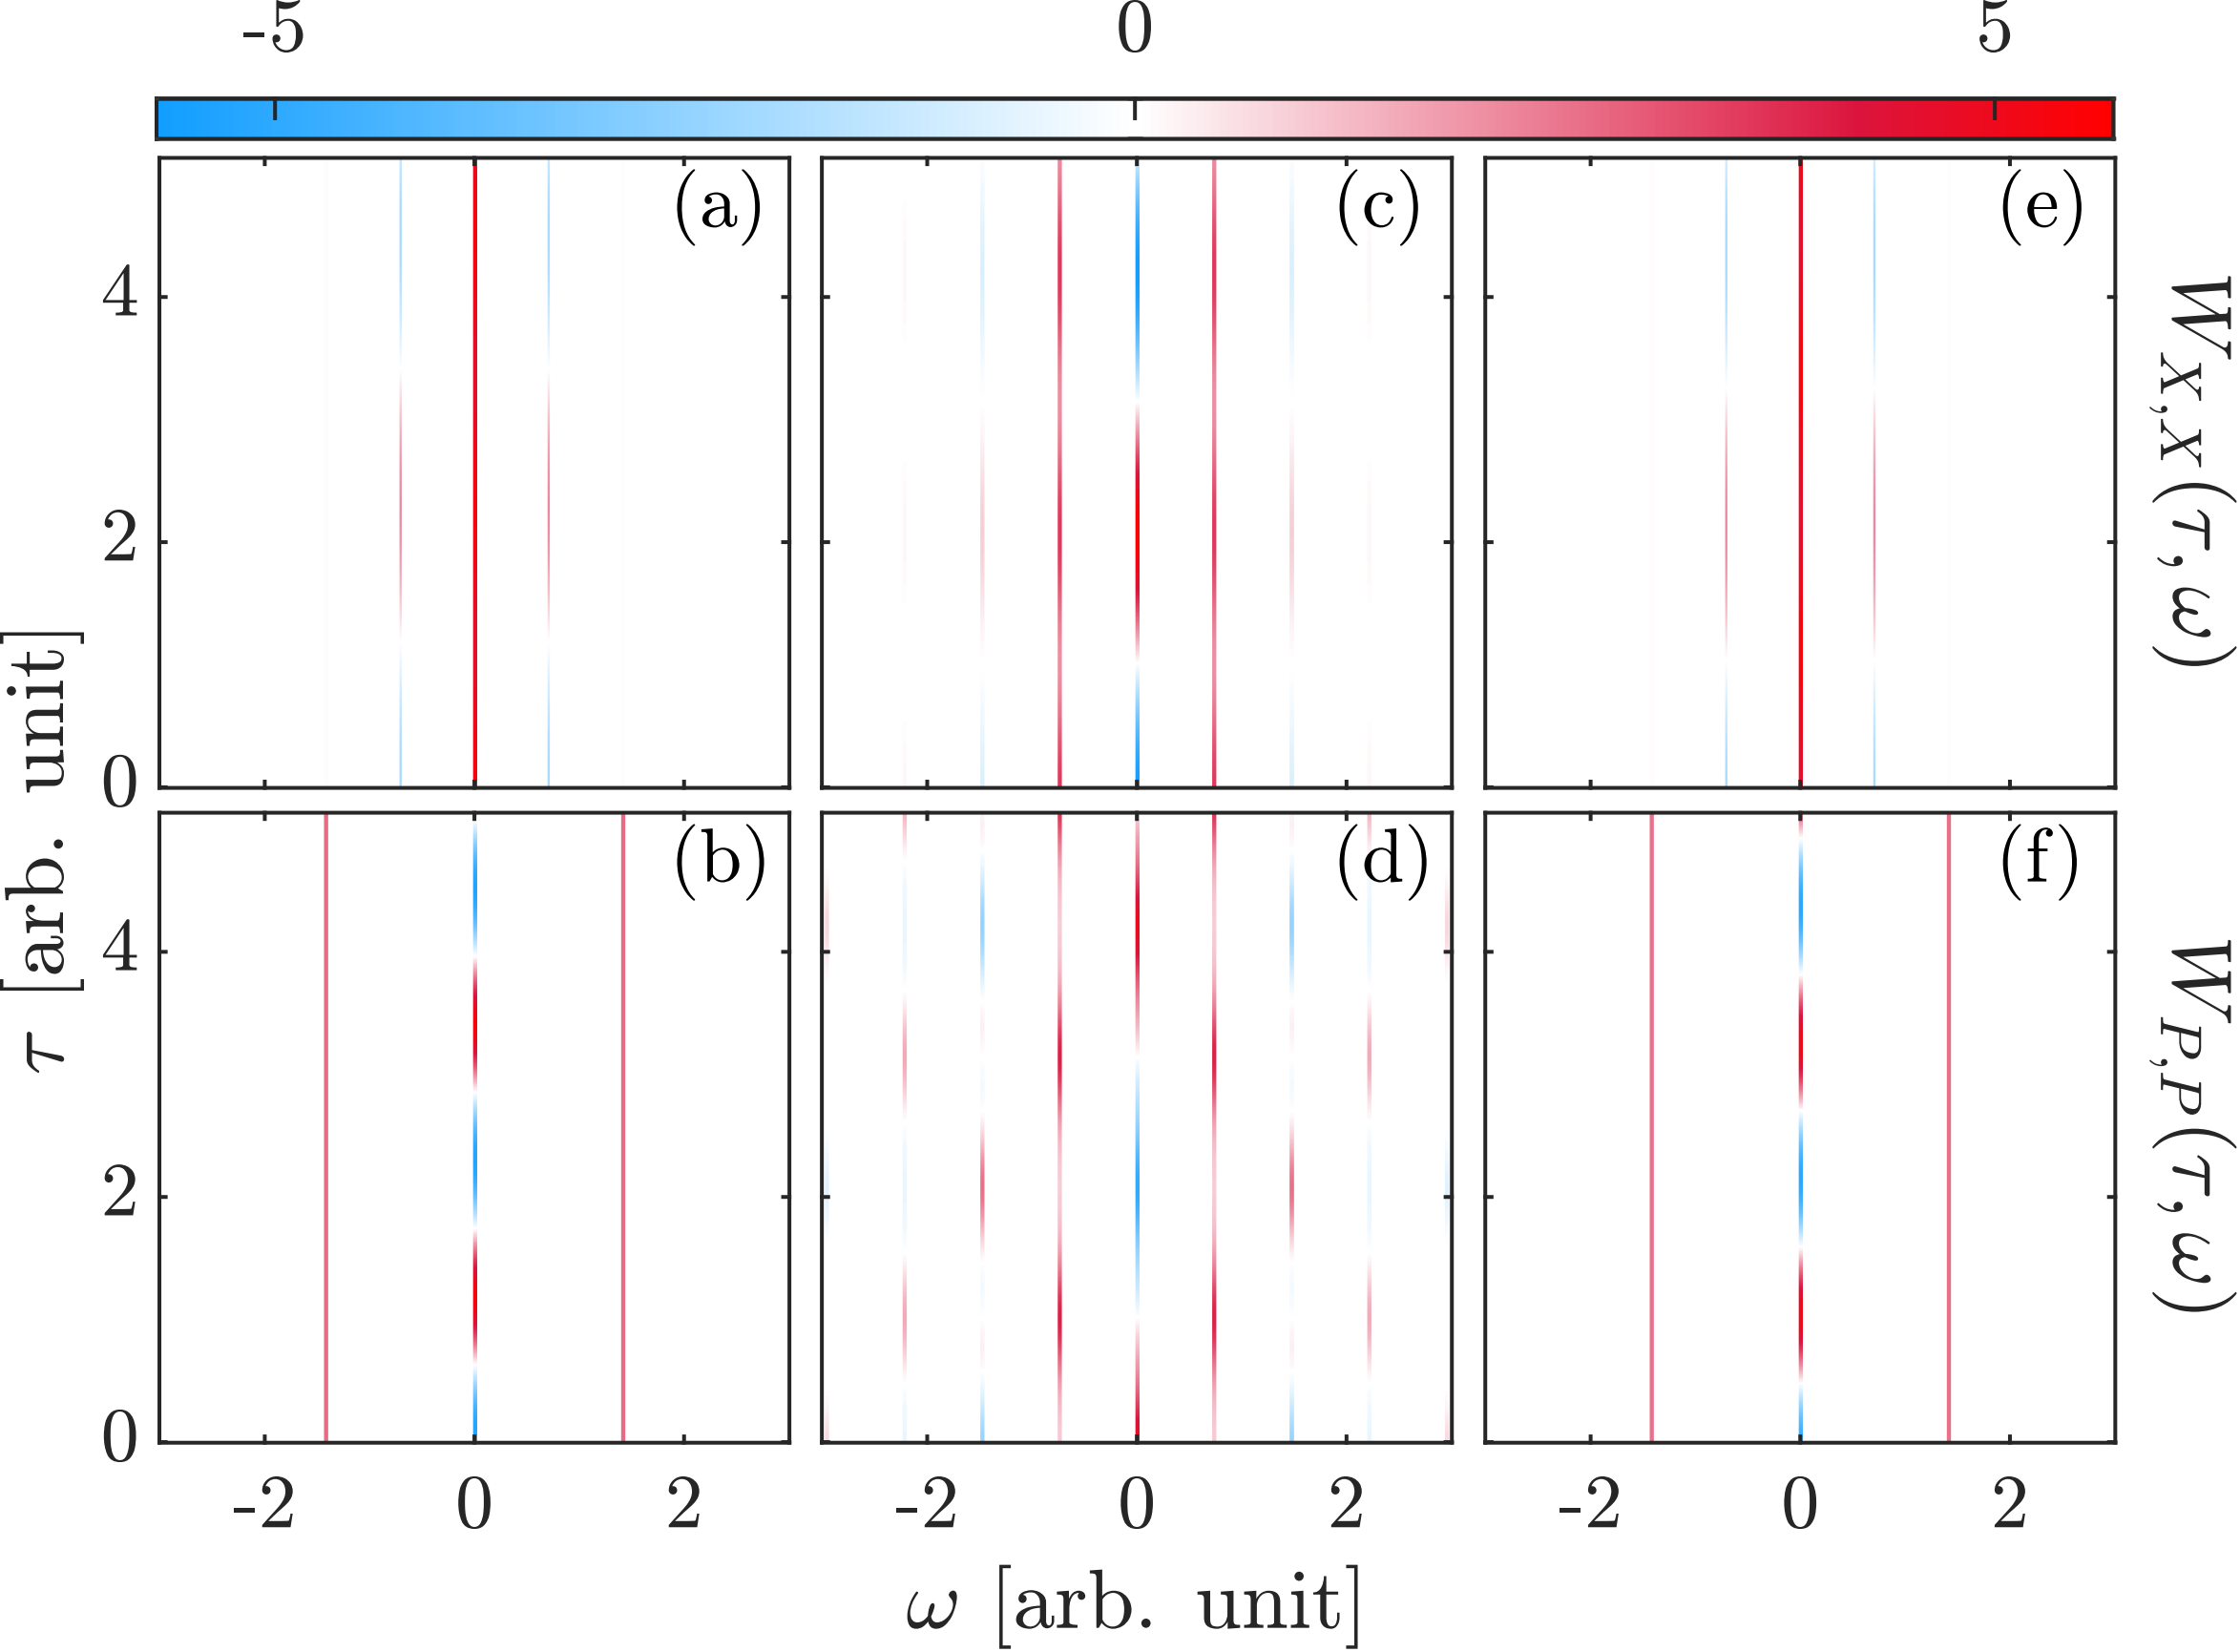 -5 0 5
(a) (c) (e)
4
2
0
W_{X,X}(τ, ω)
(b) (d) (f)
4
2
0
W_{P,P}(τ, ω)
τ [arb. unit]
-2 0 2 -2 0 2 -2 0 2
ω [arb. unit]